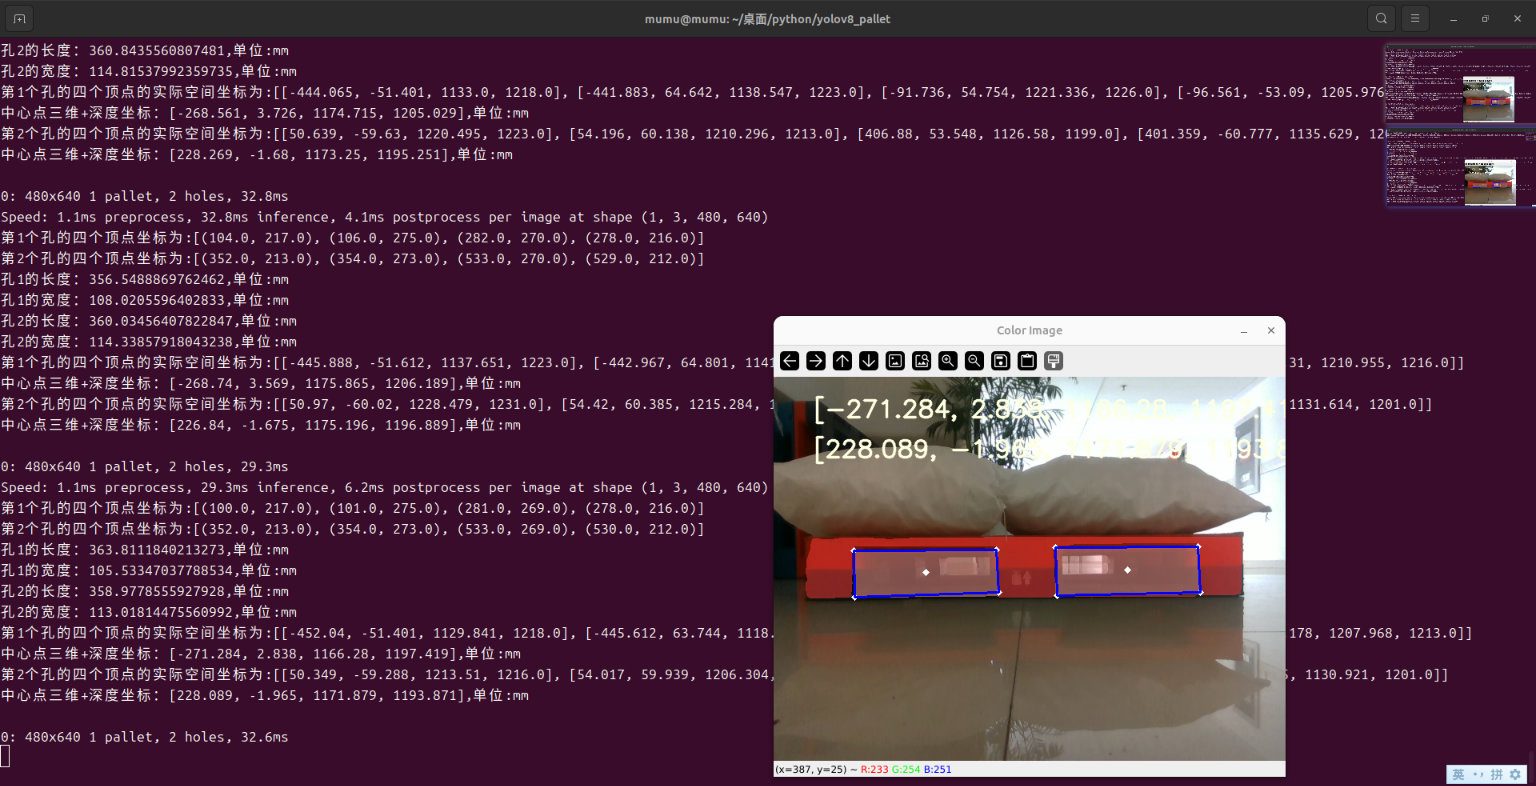 mumu@mumu: ~/桌面/python/yolov8_pallet
孔2的长度: 360.8435560807481,单位:mm
孔2的宽度: 114.81537992359735,单位:mm
第1个孔的四个顶点的实际空间坐标为:[[-444.065, -51.401, 1133.0, 1218.0], [-441.883, 64.642, 1138.547, 1223.0], [-91.736, 54.754, 1221.336, 1226.0], [-96.561, -53.09, 1205.976
中心点三维+深度坐标: [-268.561, 3.726, 1174.715, 1205.029],单位:mm
第2个孔的四个顶点的实际空间坐标为:[[50.639, -59.63, 1220.495, 1223.0], [54.196, 60.138, 1210.296, 1213.0], [406.88, 53.548, 1126.58, 1199.0], [401.359, -60.777, 1135.629,
中心点三维+深度坐标: [228.269, -1.68, 1173.25, 1195.251],单位:mm
0: 480x640 1 pallet, 2 holes, 32.8ms
Speed: 1.1ms preprocess, 32.8ms inference, 4.1ms postprocess per image at shape (1, 3, 480, 640)
第1个孔的四个顶点坐标为:[(104.0, 217.0), (106.0, 275.0), (282.0, 270.0), (278.0, 216.0)]
第2个孔的四个顶点坐标为:[(352.0, 213.0), (354.0, 273.0), (533.0, 270.0), (529.0, 212.0)]
孔1的长度: 356.5488869762462,单位:mm
孔1的宽度: 108.0205596402833,单位:mm
孔2的长度: 360.03456407822847,单位:mm
孔2的宽度: 114.33857918043238,单位:mm
第1个孔的四个顶点的实际空间坐标为:[[-445.888, -51.612, 1137.651, 1223.0], [-442.967, 64.801, 1141 31, 1210.955, 1216.0]]
中心点三维+深度坐标: [-268.74, 3.569, 1175.865, 1206.189],单位:mm
第2个孔的四个顶点的实际空间坐标为:[[50.97, -60.02, 1228.479, 1231.0], [54.42, 60.385, 1215.284, 1131.614, 1201.0]]
中心点三维+深度坐标: [226.84, -1.675, 1175.196, 1196.889],单位:mm
0: 480x640 1 pallet, 2 holes, 29.3ms
Speed: 1.1ms preprocess, 29.3ms inference, 6.2ms postprocess per image at shape (1, 3, 480, 640)
第1个孔的四个顶点坐标为:[(100.0, 217.0), (101.0, 275.0), (281.0, 269.0), (278.0, 216.0)]
第2个孔的四个顶点坐标为:[(352.0, 213.0), (354.0, 273.0), (533.0, 269.0), (530.0, 212.0)]
孔1的长度: 363.8111840213273,单位:mm
孔1的宽度: 105.53347037788534,单位:mm
孔2的长度: 358.9778555927928,单位:mm
孔2的宽度: 113.01814475560992,单位:mm
第1个孔的四个顶点的实际空间坐标为:[[-452.04, -51.401, 1129.841, 1218.0], [-445.612, 63.744, 1118. 178, 1207.968, 1213.0]]
中心点三维+深度坐标: [-271.284, 2.838, 1166.28, 1197.419],单位:mm
第2个孔的四个顶点的实际空间坐标为:[[50.349, -59.288, 1213.51, 1216.0], [54.017, 59.939, 1206.304, , 1130.921, 1201.0]]
中心点三维+深度坐标: [228.089, -1.965, 1171.879, 1193.871],单位:mm
0: 480x640 1 pallet, 2 holes, 32.6ms
Color Image
[-271.284, 2.838, 1166.28, 1197.41
[228.089, -1.965, 1171.879, 1193.8
(x=387, y=25) ~ R:233 G:254 B:251
英 拼